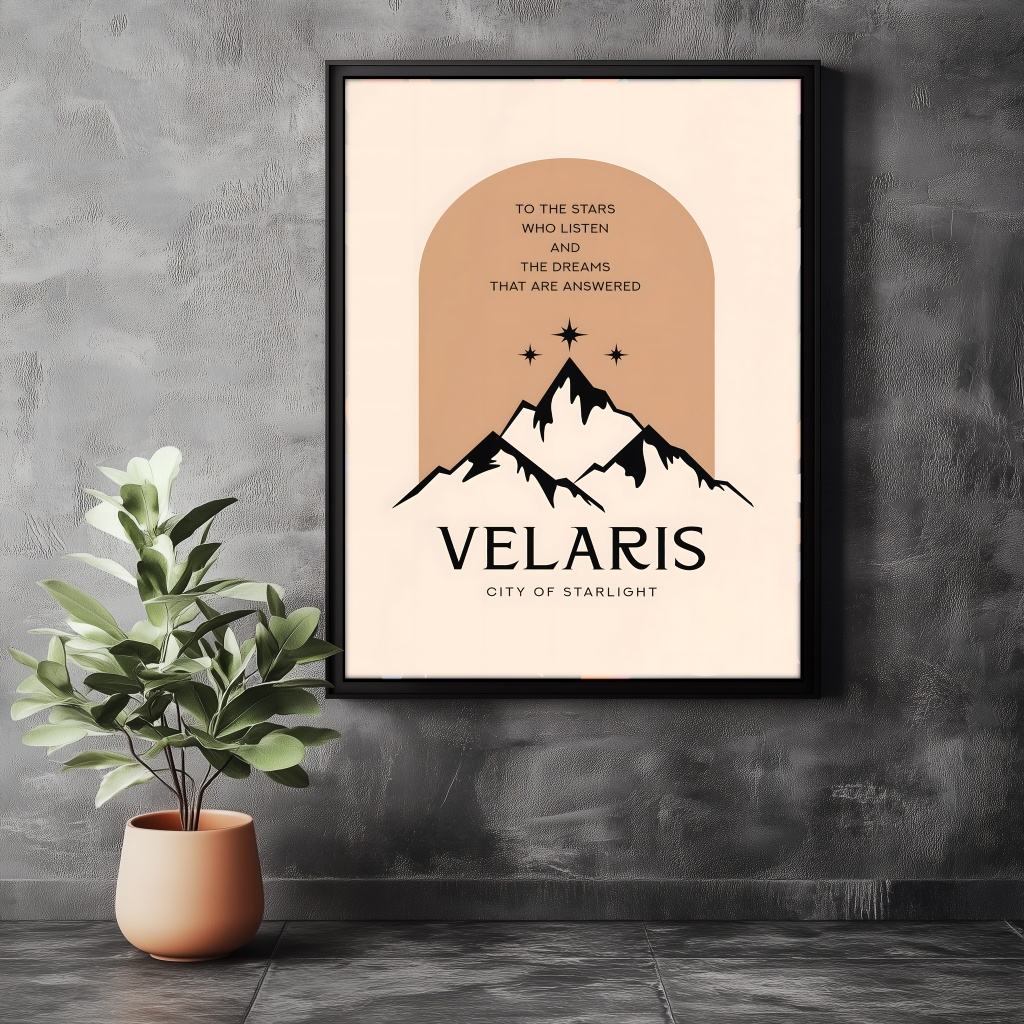 TO THE STARS
WHO LISTEN
AND
THE DREAMS
THAT ARE ANSWERED
VELARIS
CITY OF STARLIGHT